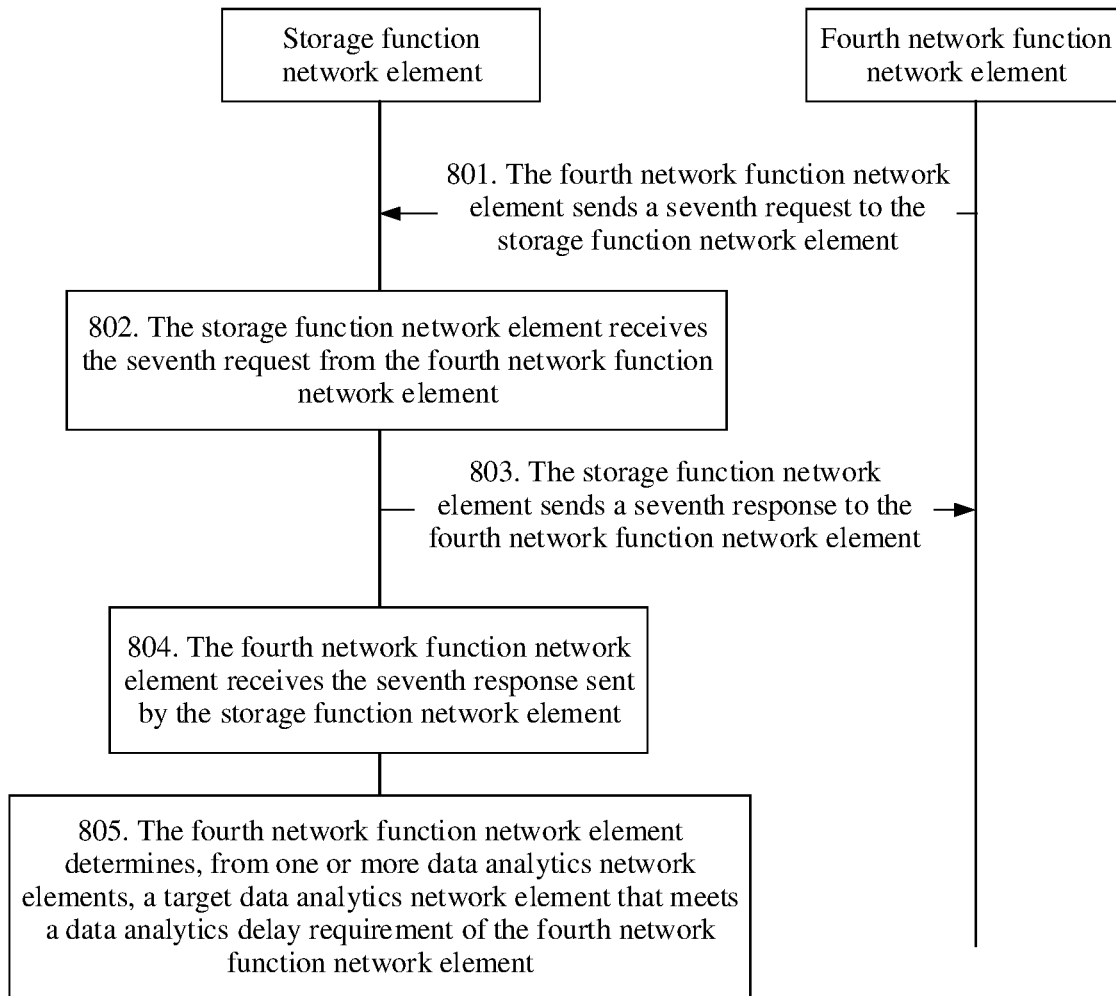 Storage function
network element
Fourth network function
network element
801. The fourth network function network
element sends a seventh request to the
storage function network element
802. The storage function network element receives
the seventh request from the fourth network function
network element
803. The storage function network
element sends a seventh response to the
fourth network function network element
804. The fourth network function network
element receives the seventh response sent
by the storage function network element
805. The fourth network function network element
determines, from one or more data analytics network
elements, a target data analytics network element that meets
a data analytics delay requirement of the fourth network
function network element